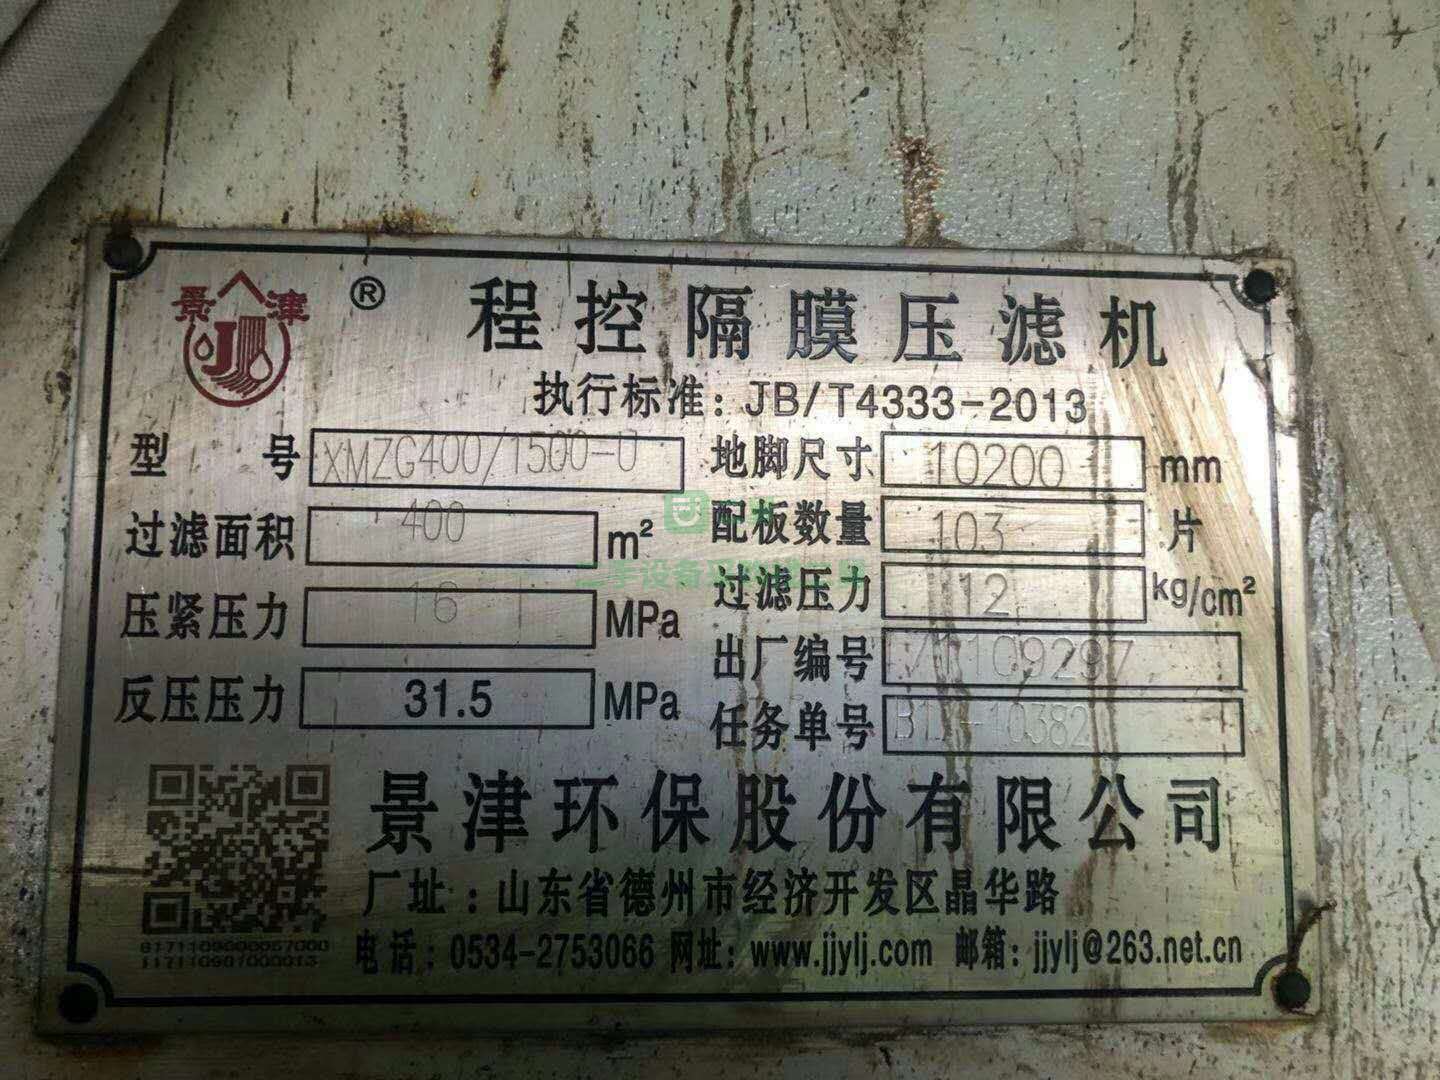 景津 ® 程控隔膜压滤机
执行标准：JB/T4333-2013
型号 XMZG400/1500-U 地脚尺寸 10200 mm
过滤面积 400 m² 配板数量 103 片
压紧压力 16 MPa 过滤压力 12 kg/cm²
反压压力 31.5 MPa 出厂编号 Z1109297
任务单号
景津环保股份有限公司
厂址：山东省德州市经济开发区晶华路
电话：0534-2753066 网址：www.jjylj.com 邮箱：jjylj@263.net.cn